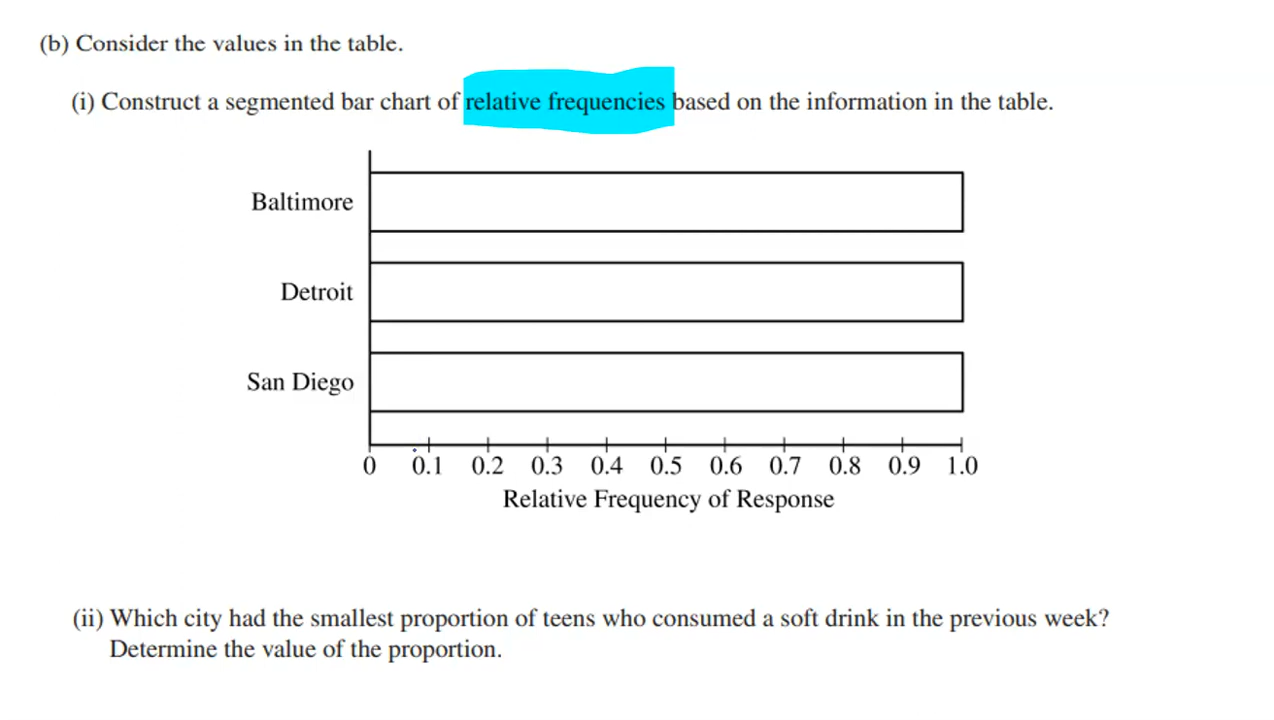 (b) Consider the values in the table.
(i) Construct a segmented bar chart of relative frequencies based on the information in the table.
Baltimore
Detroit
San Diego
0 0.1 0.2 0.3 0.4 0.5 0.6 0.7 0.8 0.9 1.0
Relative Frequency of Response
(ii) Which city had the smallest proportion of teens who consumed a soft drink in the previous week?
Determine the value of the proportion.